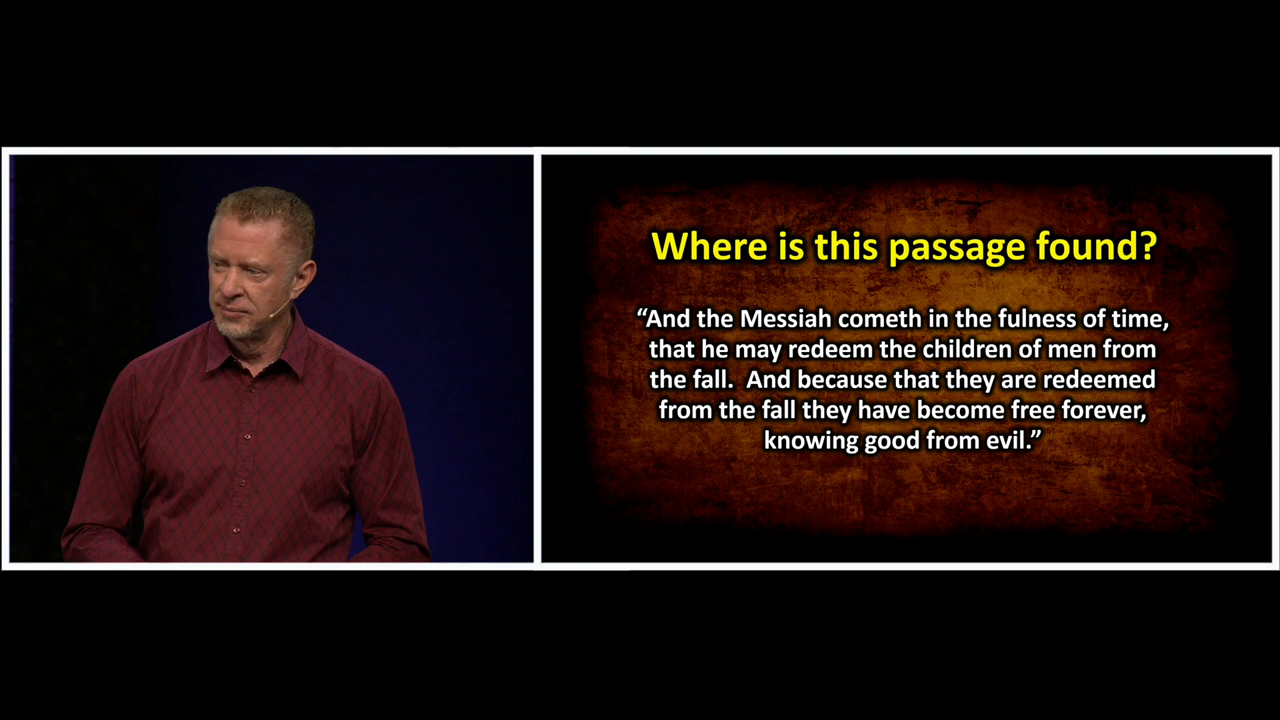 Where is this passage found?
“And the Messiah cometh in the fulness of time,
that he may redeem the children of men from
the fall.  And because that they are redeemed
from the fall they have become free forever,
knowing good from evil.”